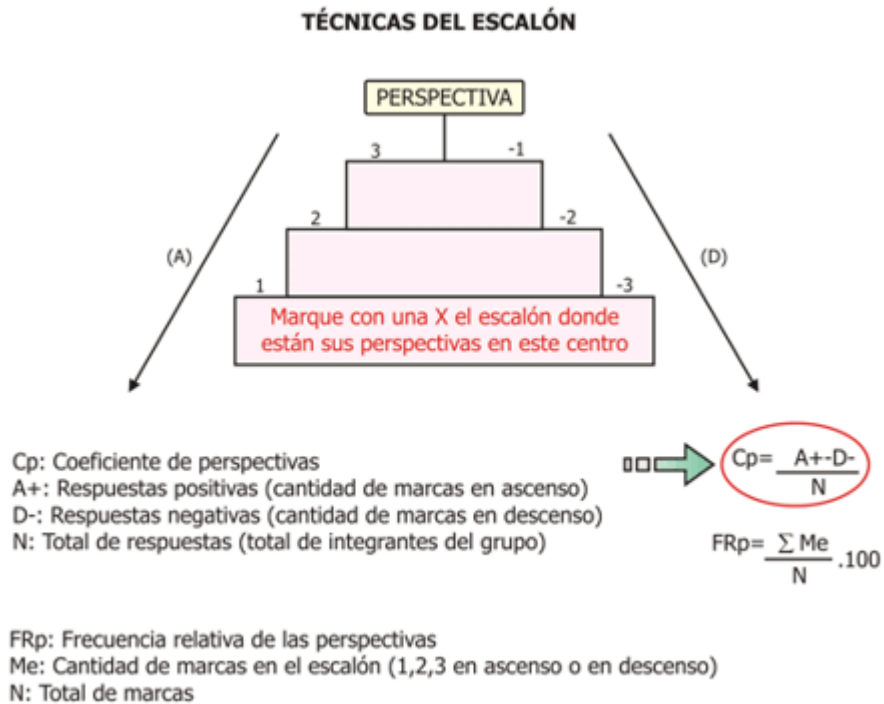 TÉCNICAS DEL ESCALÓN
PERSPECTIVA
3 -1
2 -2
(A) (D)
1 -3
Marque con una X el escalón donde
están sus perspectivas en este centro
Cp: Coeficiente de perspectivas
A+: Respuestas positivas (cantidad de marcas en ascenso)
D-: Respuestas negativas (cantidad de marcas en descenso)
N: Total de respuestas (total de integrantes del grupo)
Cp= A+-D-
N
FRp= ∑ Me .100
N
FRp: Frecuencia relativa de las perspectivas
Me: Cantidad de marcas en el escalón (1,2,3 en ascenso o en descenso)
N: Total de marcas